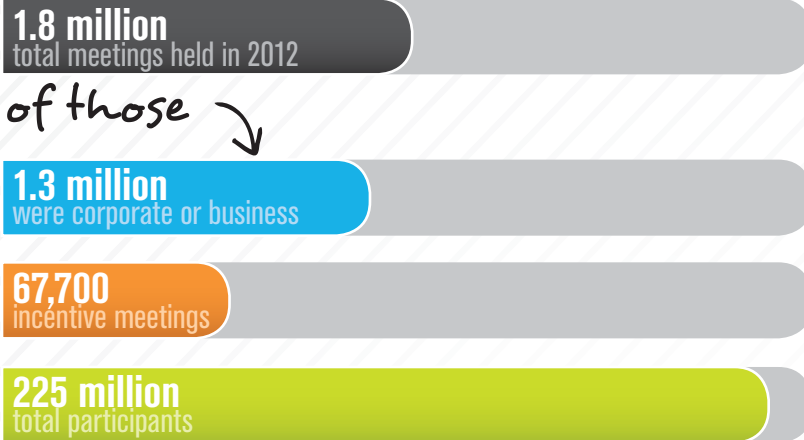 1.8 million
total meetings held in 2012
of those
1.3 million
were corporate or business
67,700
incentive meetings
225 million
total participants